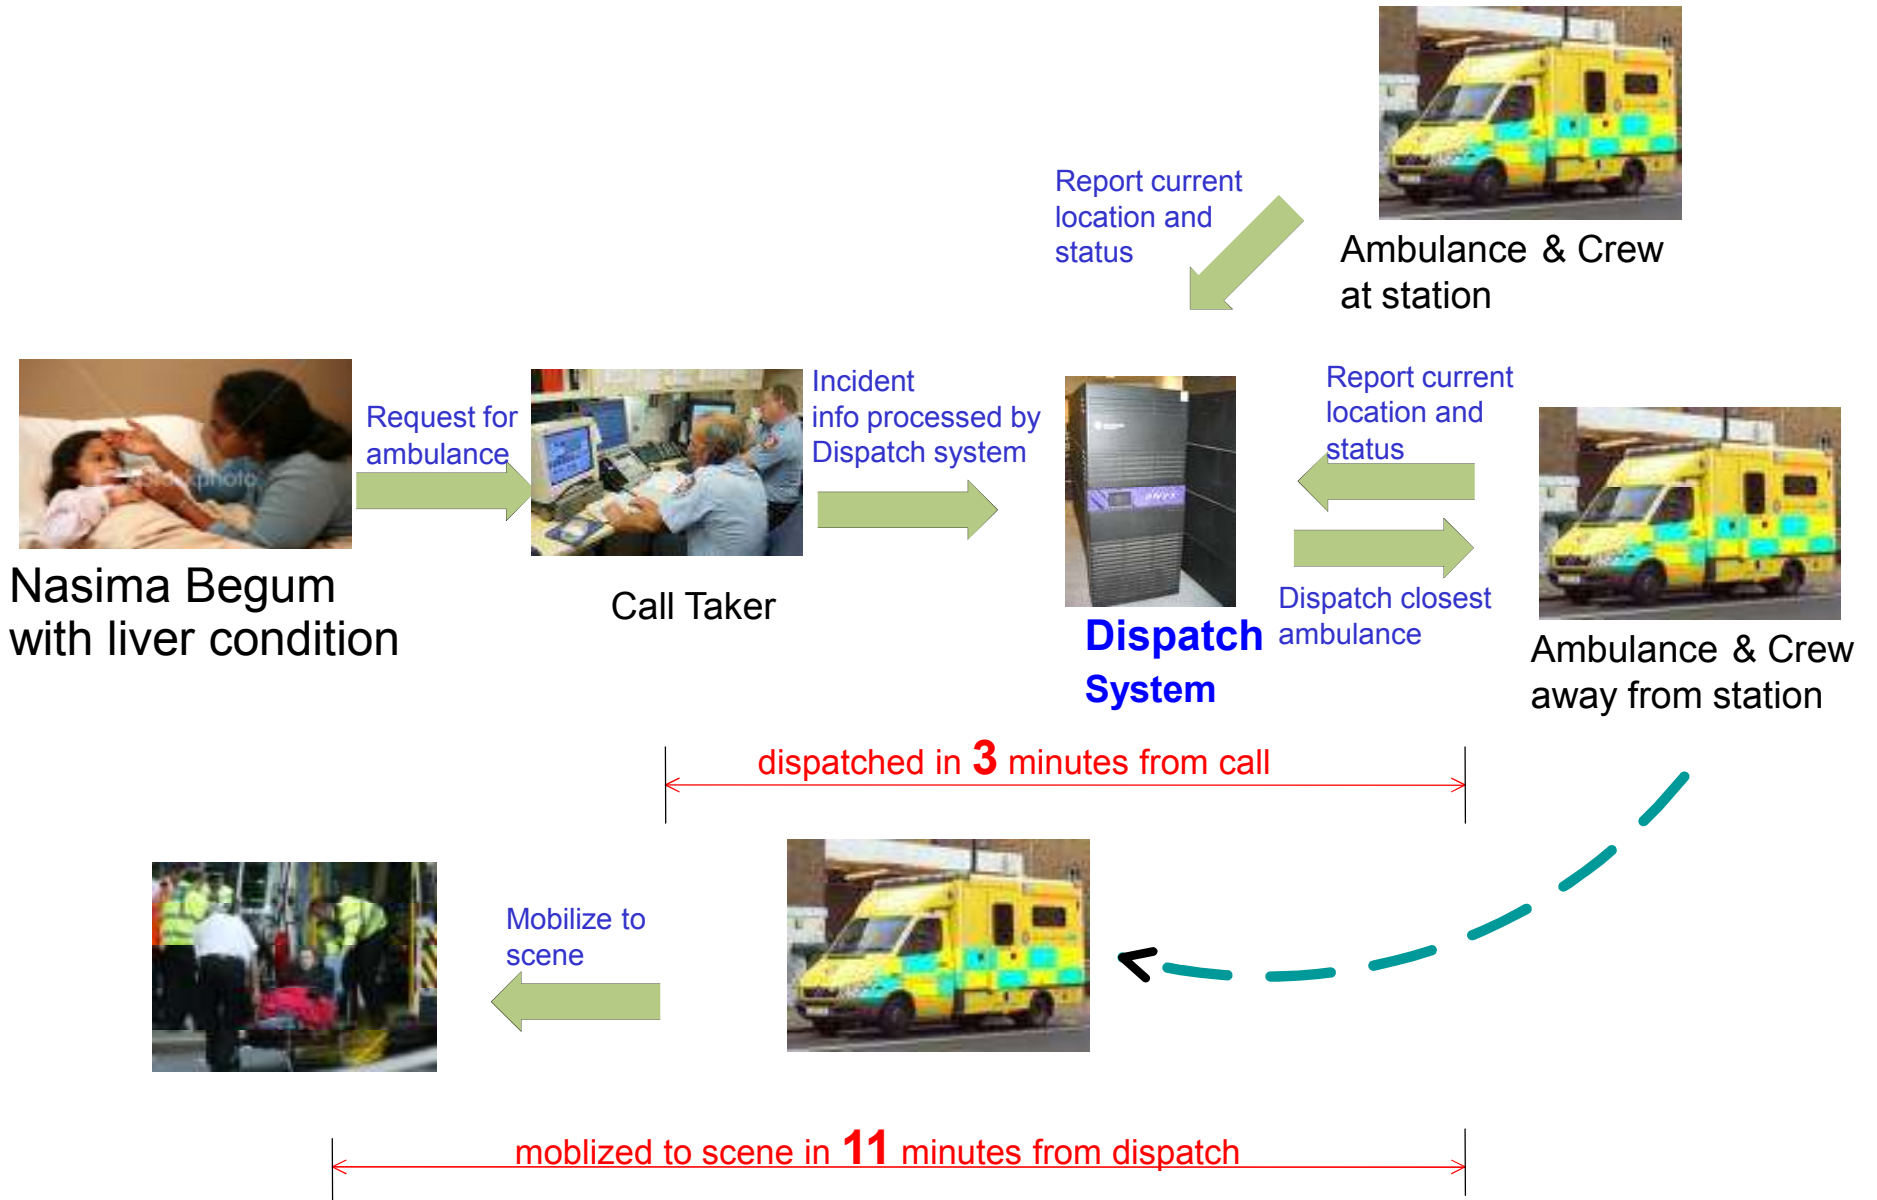 Report current
location and
status
Ambulance & Crew
at station
Request for
ambulance
Incident
info processed by
Dispatch system
Report current
location and
status
Nasima Begum
with liver condition
Call Taker
Dispatch
System
Dispatch closest
ambulance
Ambulance & Crew
away from station
dispatched in 3 minutes from call
Mobilize to
scene
moblized to scene in 11 minutes from dispatch